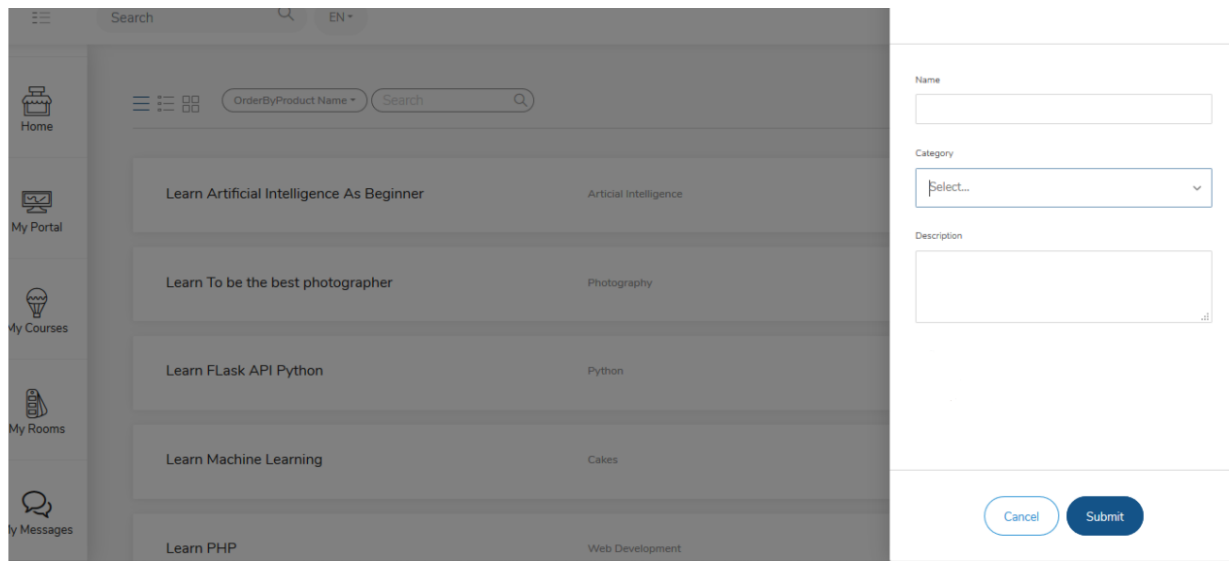 Search
EN
Home
My Portal
My Courses
My Rooms
My Messages
OrderByProduct Name
Search
Learn Artificial Intelligence As Beginner
Articial Intelligence
Learn To be the best photographer
Photography
Learn FLask API Python
Python
Learn Machine Learning
Cakes
Learn PHP
Web Development
Name
Category
Select...
Description
Cancel
Submit